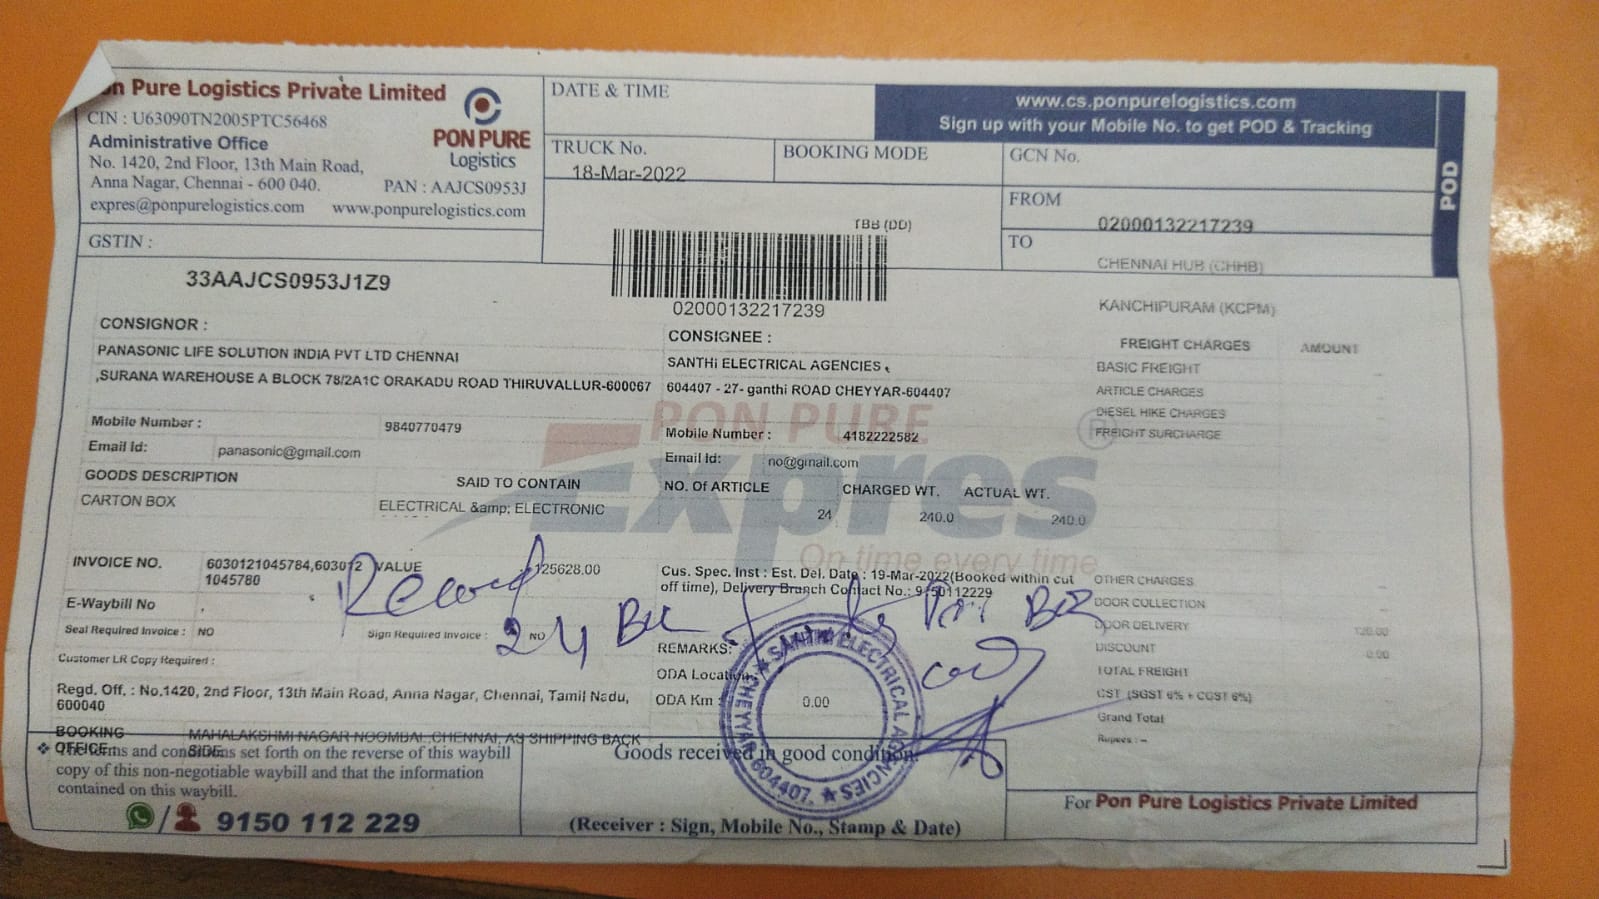 Pon Pure Logistics Private Limited
CIN : U63090TN2005PTC56468
Administrative Office
No. 1420, 2nd Floor, 13th Main Road,
Anna Nagar, Chennai - 600 040.
PAN : AAJCS0953J
expres@ponpurelogistics.com www.ponpurelogistics.com
PON PURE
Logistics
GSTIN :
33AAJCS0953J1Z9
DATE & TIME
www.cs.ponpurelogistics.com
Sign up with your Mobile No. to get POD & Tracking
POD
TRUCK No.
18-Mar-2022
BOOKING MODE
TBB (DD)
GCN No.
FROM
02000132217239
TO
CHENNAI HUB (CHHB)
KANCHIPURAM (KCPM)
02000132217239
CONSIGNOR :
PANASONIC LIFE SOLUTION INDIA PVT LTD CHENNAI
,SURANA WAREHOUSE A BLOCK 78/2A1C ORAKADU ROAD THIRUVALLUR-600067
Mobile Number : 9840770479
Email Id: panasonic@gmail.com
CONSIGNEE :
SANTHI ELECTRICAL AGENCIES ,
604407 - 27- ganthi ROAD CHEYYAR-604407
Mobile Number : 4182222582
Email Id: no@gmail.com
FREIGHT CHARGES AMOUNT
BASIC FREIGHT
ARTICLE CHARGES
DIESEL HIKE CHARGES
FREIGHT SURCHARGE
PON PURE
Expres
On time every time
GOODS DESCRIPTION SAID TO CONTAIN NO. Of ARTICLE CHARGED WT. ACTUAL WT.
CARTON BOX ELECTRICAL &amp; ELECTRONIC 24 240.0 240.0
INVOICE NO. 6030121045784,603012 VALUE 125628.00
1045780
E-Waybill No ,
Seal Required Invoice : NO Sign Required Invoice : NO
Customer LR Copy Required :
Cus. Spec. Inst : Est. Del. Date : 19-Mar-2022(Booked within cut
off time), Delivery Branch Contact No.: 9150112229
REMARKS:
ODA Location
ODA Km : 0.00
24 Box
OTHER CHARGES
DOOR COLLECTION
DOOR DELIVERY 120.00
DISCOUNT 0.00
TOTAL FREIGHT
GST (SGST 6% + CGST 6%)
Grand Total
Rupees : –
Regd. Off. : No.1420, 2nd Floor, 13th Main Road, Anna Nagar, Chennai, Tamil Nadu,
600040
BOOKING MAHALAKSHMI NAGAR NOOMBAL,CHENNAI, AS SHIPPING BACK
OFFICE SIDE
❖ The terms and conditions set forth on the reverse of this waybill
copy of this non-negotiable waybill and that the information
contained on this waybill.
9150 112 229
Goods received in good condition.
(Receiver : Sign, Mobile No., Stamp & Date)
★ SANTHI ELECTRICAL AGENCIES ★ CHEYYAR-604407.
For Pon Pure Logistics Private Limited